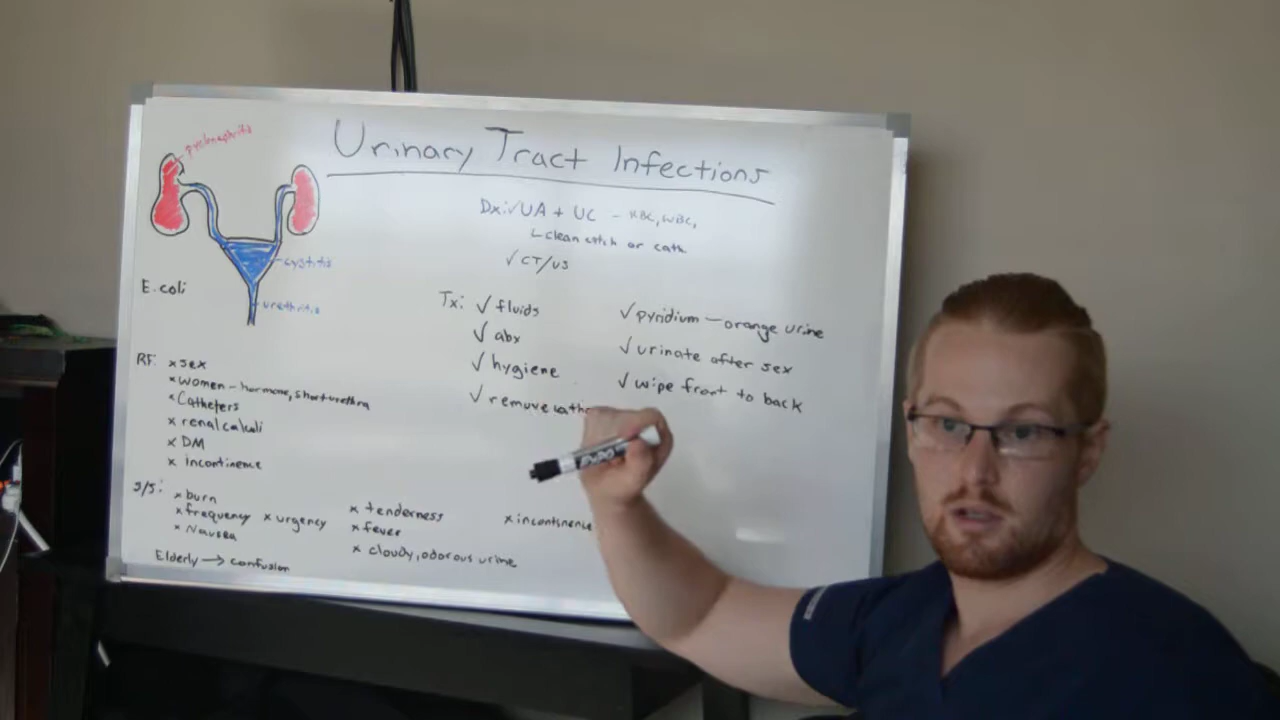 Urinary Tract Infections
pyelonephritis
cystitis
urethritis
E.coli
Dx: √UA + UC - RBC, WBC,
clean catch or cath
√ CT/US
Tx: √ fluids
√ abx
√ hygiene
√ remove cath
√ pyridium - orange urine
√ urinate after sex
√ wipe front to back
RF: x sex
x women - hormone, short urethra
x Catheters
x renal calculi
x DM
x incontinence
S/S: x burn
x frequency x urgency
x Nausea
x tenderness
x fever
x cloudy, odorous urine
x incontinence
Elderly → confusion
EXPO